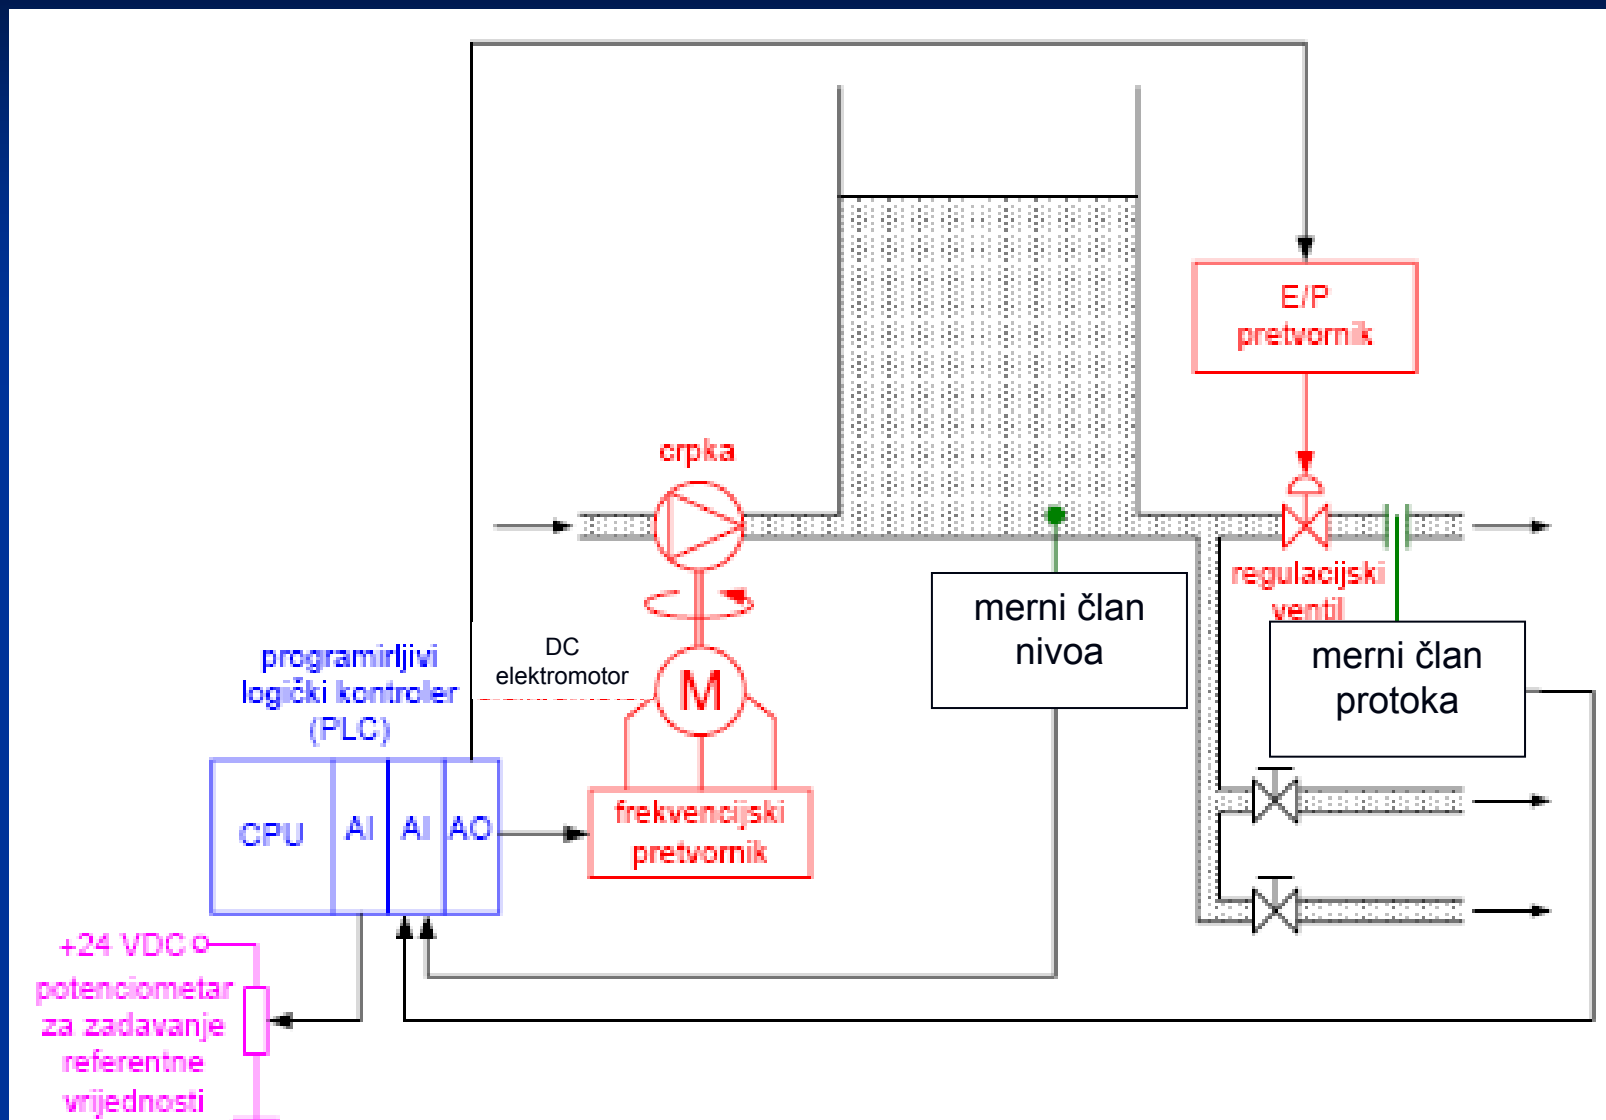 E/P
pretvornik
crpka
regulacijski
ventil
merni član
nivoa
merni član
protoka
DC
elektromotor
M
programirljivi
logički kontroler
(PLC)
CPU
AI
AI
AO
frekvencijski
pretvornik
+24 VDC
potenciometar
za zadavanje
referentne
vrijednosti